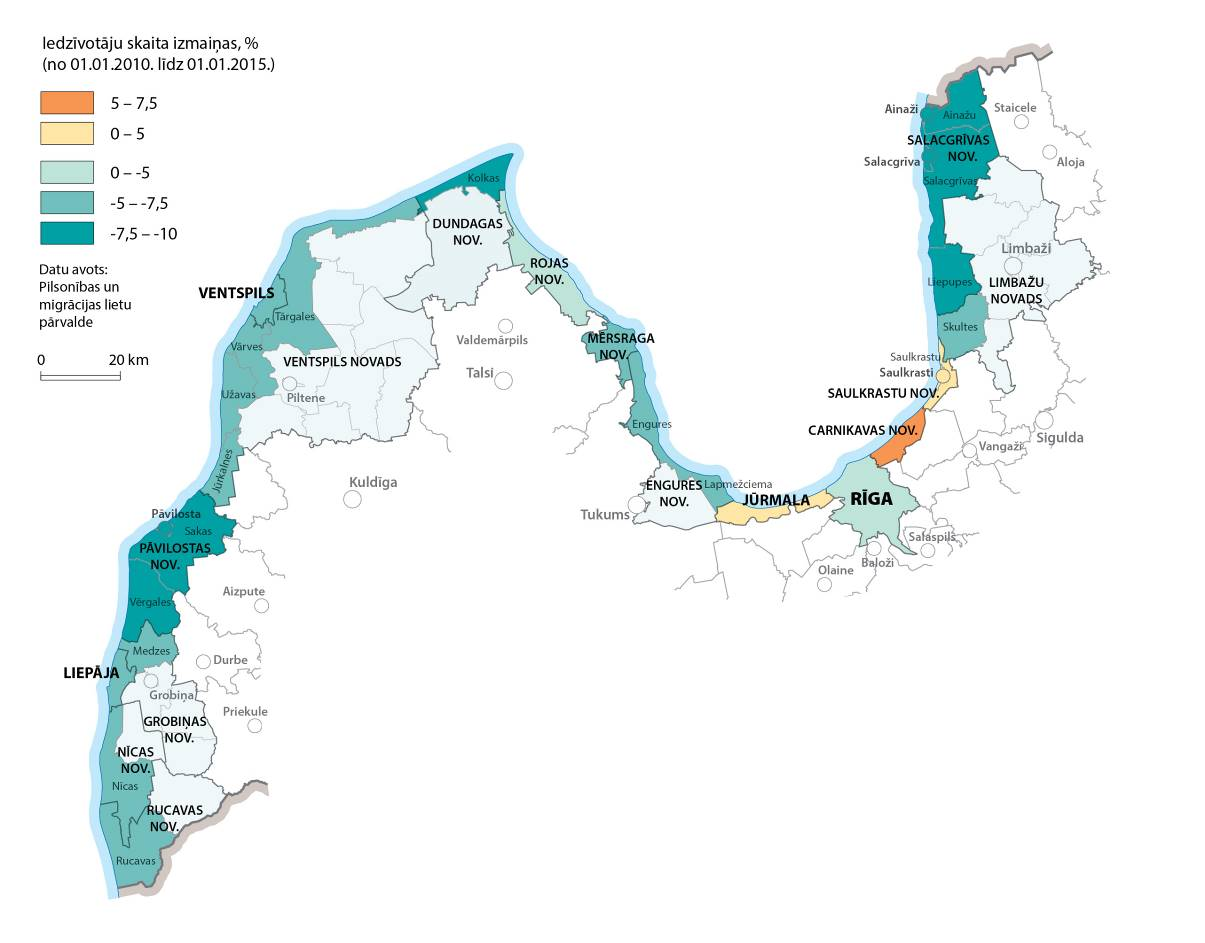 Iedzīvotāju skaita izmaiņas, %
(no 01.01.2010. līdz 01.01.2015.)
5 – 7,5
0 – 5
0 – -5
-5 – -7,5
-7,5 – -10
Datu avots:
Pilsonības un
migrācijas lietu
pārvalde
0 20 km
Ainaži
Ainažu
Staicele
SALACGRĪVAS
NOV.
Salacgrīva
Aloja
Salacgrīvas
Limbaži
Liepupes
LIMBAŽU
NOVADS
Skultes
Saulkrastu
Saulkrasti
SAULKRASTU NOV.
CARNIKAVAS NOV.
Vangaži
Sigulda
Kolkas
DUNDAGAS
NOV.
ROJAS
NOV.
VENTSPILS
Tārgales
Vārves
VENTSPILS NOVADS
Užavas
Piltene
Valdemārpils
Talsi
MĒRSRAGA
NOV.
Engures
Jūrkalnes
Kuldīga
ENGURES
NOV.
Lapmežciema
JŪRMALA
RĪGA
Tukums
Salaspils
Baloži
Olaine
Pāvilosta
Sakas
PĀVILOSTAS
NOV.
Vērgales
Aizpute
Medzes
LIEPĀJA
Durbe
Grobiņa
GROBIŅAS
NOV.
Priekule
NĪCAS
NOV.
Nīcas
RUCAVAS
NOV.
Rucavas